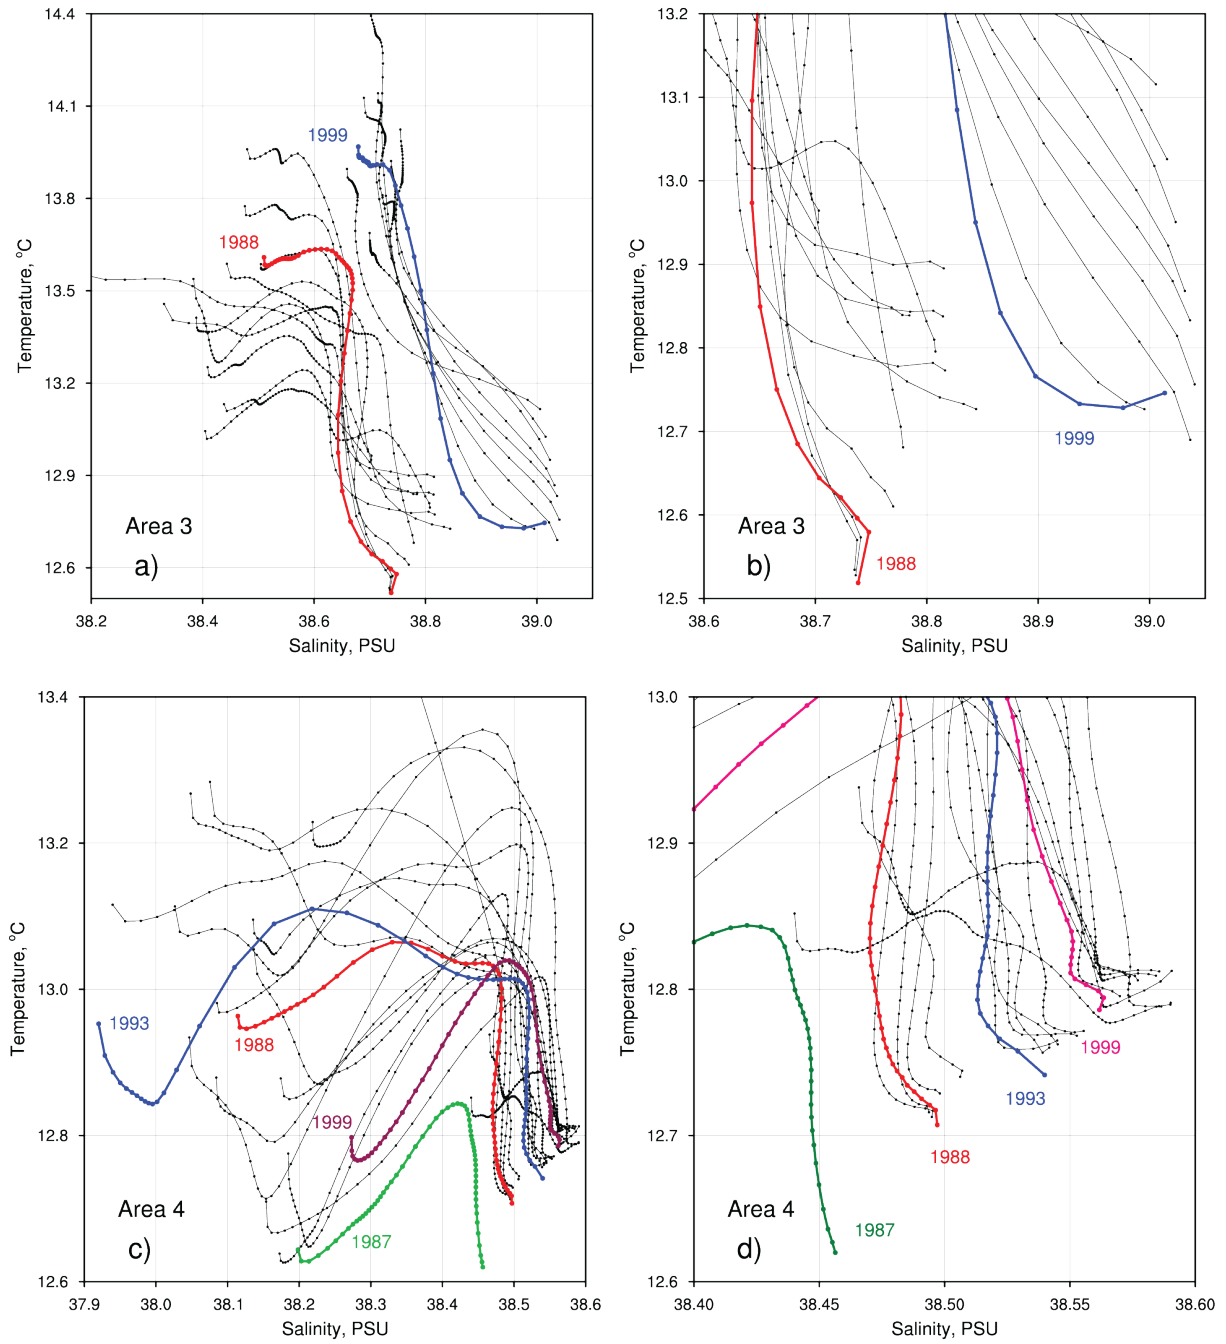 14.4
14.1
13.8
13.5
13.2
12.9
12.6
Temperature, °C
1999
1988
Area 3
a)
38.2 38.4 38.6 38.8 39.0
Salinity, PSU
13.2
13.1
13.0
12.9
12.8
12.7
12.6
12.5
Temperature, °C
1999
1988
Area 3
b)
38.6 38.7 38.8 38.9 39.0
Salinity, PSU
13.4
13.2
13.0
12.8
12.6
Temperature, °C
1993
1988
1999
1987
Area 4
c)
37.9 38.0 38.1 38.2 38.3 38.4 38.5 38.6
Salinity, PSU
13.0
12.9
12.8
12.7
12.6
Temperature, °C
1999
1993
1988
1987
Area 4
d)
38.40 38.45 38.50 38.55 38.60
Salinity, PSU